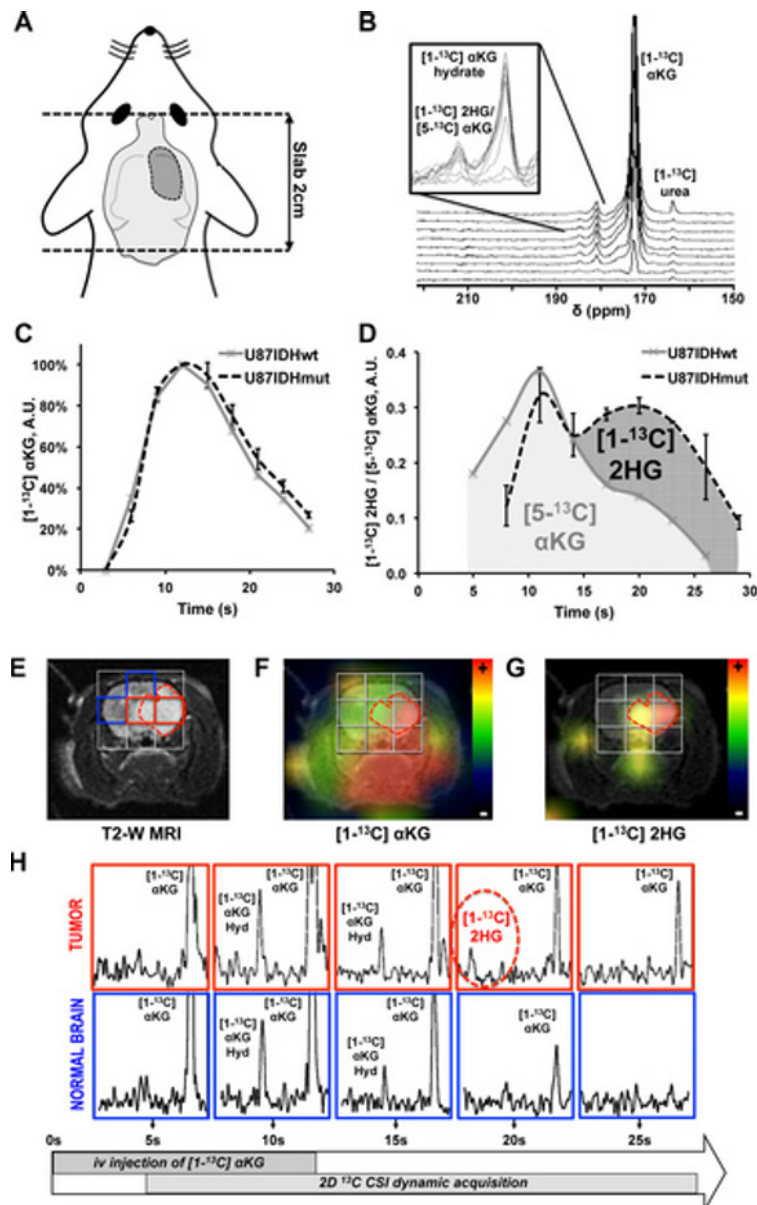 A
Slab 2cm
B
[1-¹³C] αKG
hydrate
[1-¹³C] 2HG/
[5-¹³C] αKG
[1-¹³C]
αKG
[1-¹³C]
urea
210 190 170 150
δ (ppm)
C
U87IDHwt
U87IDHmut
[1-¹³C] αKG, A.U.
100%
80%
60%
40%
20%
0%
0 10 20 30
Time (s)
D
U87IDHwt
U87IDHmut
[1-¹³C] 2HG / [5-¹³C] αKG, A.U.
0.4
0.3
0.2
0.1
0.0
[1-¹³C]
2HG
[5-¹³C]
αKG
0 5 10 15 20 25 30
Time (s)
E
T2-W MRI
F
+
-
[1-¹³C] αKG
G
+
-
[1-¹³C] 2HG
H
TUMOR
[1-¹³C]
αKG
[1-¹³C]
αKG
[1-¹³C]
αKG
Hyd
[1-¹³C]
αKG
[1-¹³C]
αKG
Hyd
[1-¹³C]
αKG
[1-¹³C]
2HG
[1-¹³C]
αKG
NORMAL BRAIN
[1-¹³C]
αKG
[1-¹³C]
αKG
[1-¹³C]
αKG
Hyd
[1-¹³C]
αKG
[1-¹³C]
αKG
Hyd
[1-¹³C]
αKG
0s 5s 10s 15s 20s 25s
iv injection of [1-¹³C] αKG
2D ¹³C CSI dynamic acquisition